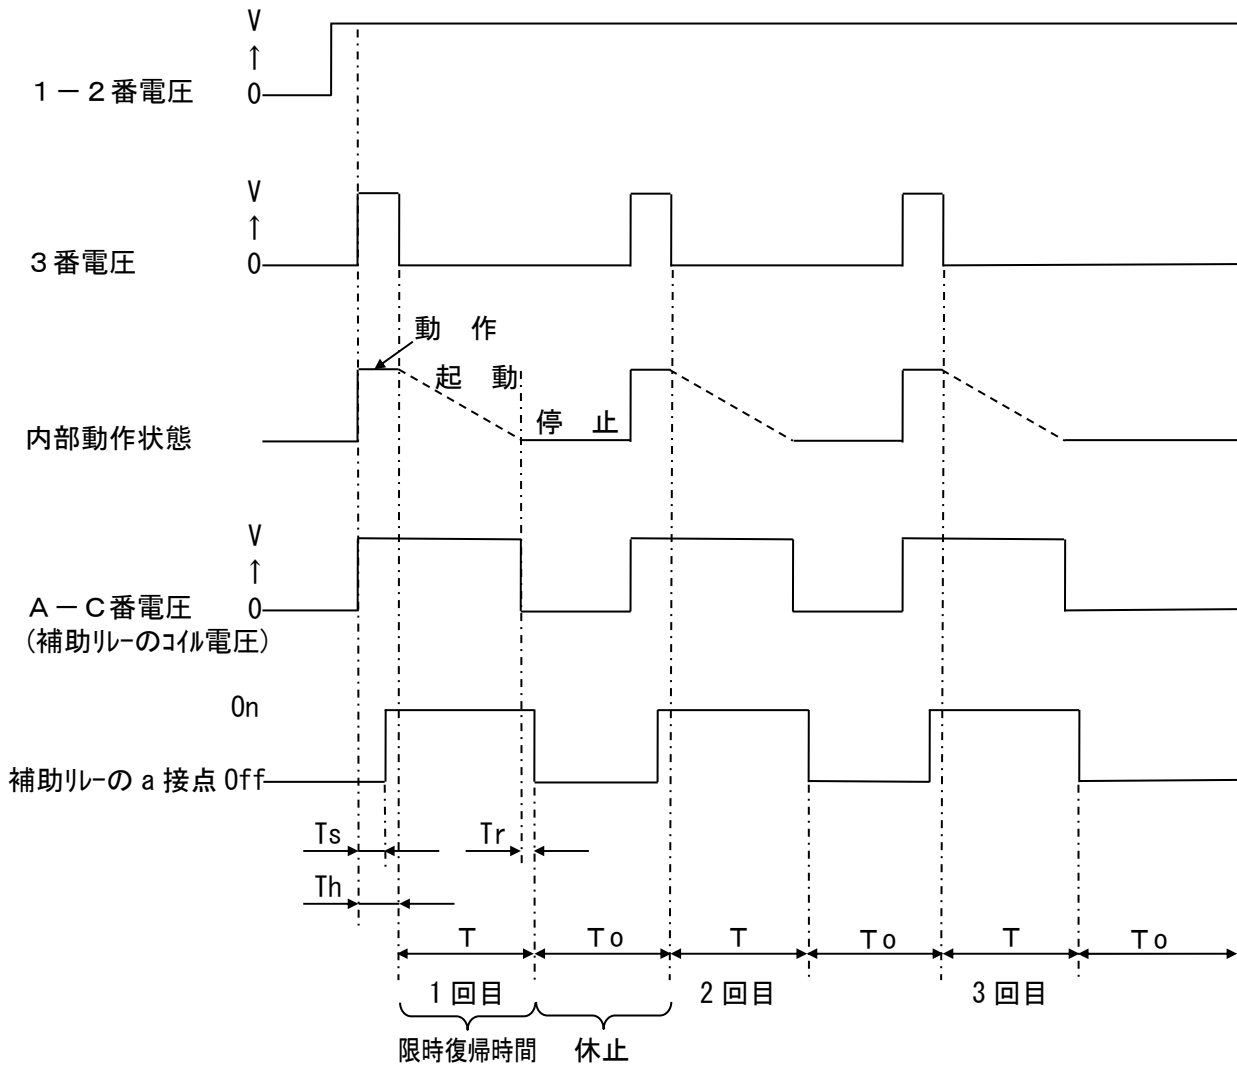 V
↑
１－２番電圧 0
V
↑
３番電圧 0
動 作
起 動
停 止
内部動作状態
V
↑
Ａ－Ｃ番電圧 0
(補助ﾘﾚｰのｺｲﾙ電圧)
On
補助ﾘﾚｰの a 接点 Off
Ts Tr
Th
T To T To T To
1 回目 2 回目 3 回目
限時復帰時間 休止